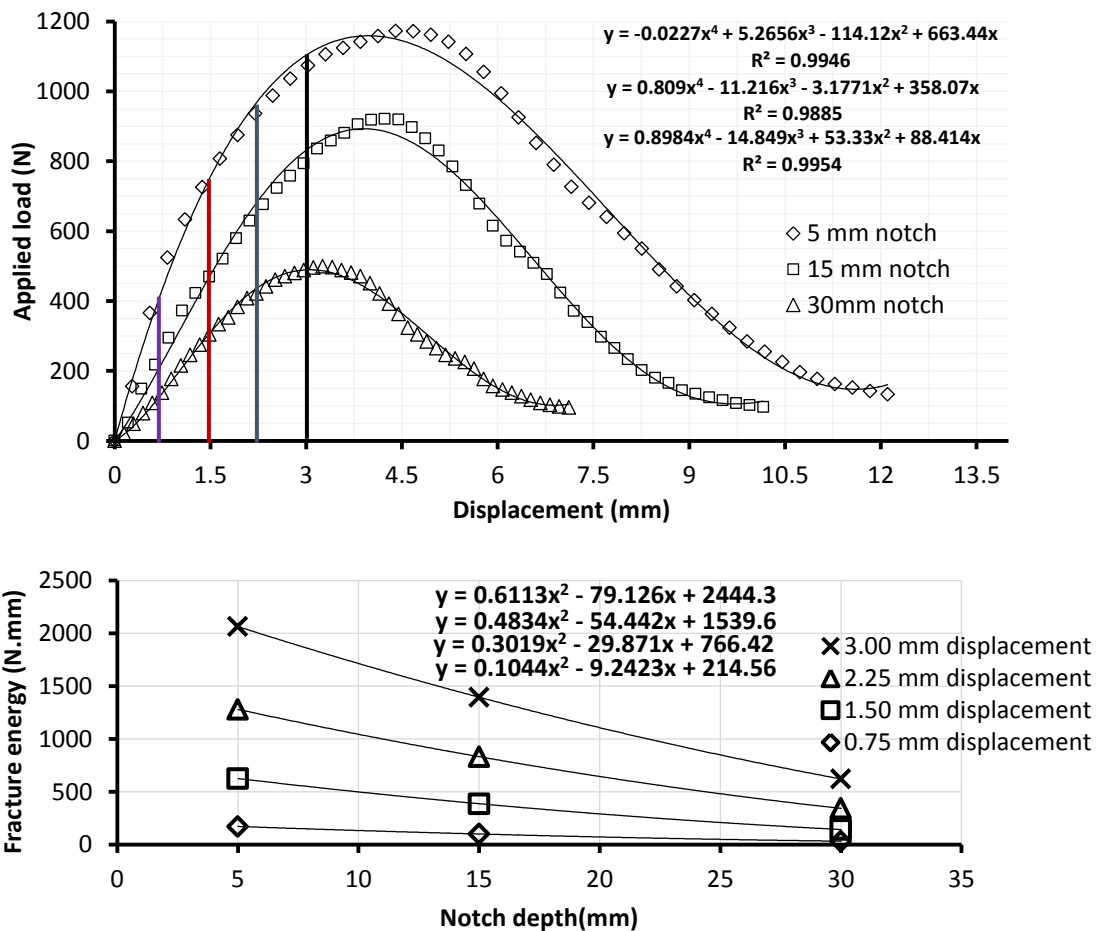 1200
1000
800
600
400
200
0
Applied load (N)
y = -0.0227x⁴ + 5.2656x³ - 114.12x² + 663.44x
R² = 0.9946
y = 0.809x⁴ - 11.216x³ - 3.1771x² + 358.07x
R² = 0.9885
y = 0.8984x⁴ - 14.849x³ + 53.33x² + 88.414x
R² = 0.9954
5 mm notch
15 mm notch
30mm notch
0 1.5 3 4.5 6 7.5 9 10.5 12 13.5
Displacement (mm)
2500
2000
1500
1000
500
0
Fracture energy (N.mm)
y = 0.6113x² - 79.126x + 2444.3
y = 0.4834x² - 54.442x + 1539.6
y = 0.3019x² - 29.871x + 766.42
y = 0.1044x² - 9.2423x + 214.56
3.00 mm displacement
2.25 mm displacement
1.50 mm displacement
0.75 mm displacement
0 5 10 15 20 25 30 35
Notch depth(mm)